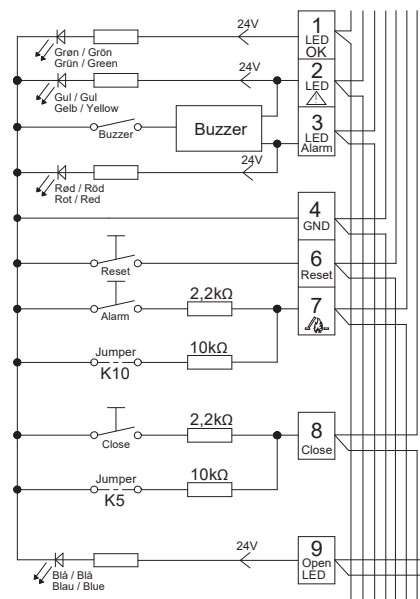 24V
1
LED
OK
Grøn / Grön
Grün / Green
24V
2
LED
Gul / Gul
Gelb / Yellow
Buzzer
Buzzer
3
LED
Alarm
24V
Rød / Röd
Rot / Red
4
GND
6
Reset
Reset
2,2kΩ
7
Alarm
Jumper
10kΩ
K10
2,2kΩ
8
Close
Close
Jumper
10kΩ
K5
24V
9
Open
LED
Blå / Blå
Blau / Blue